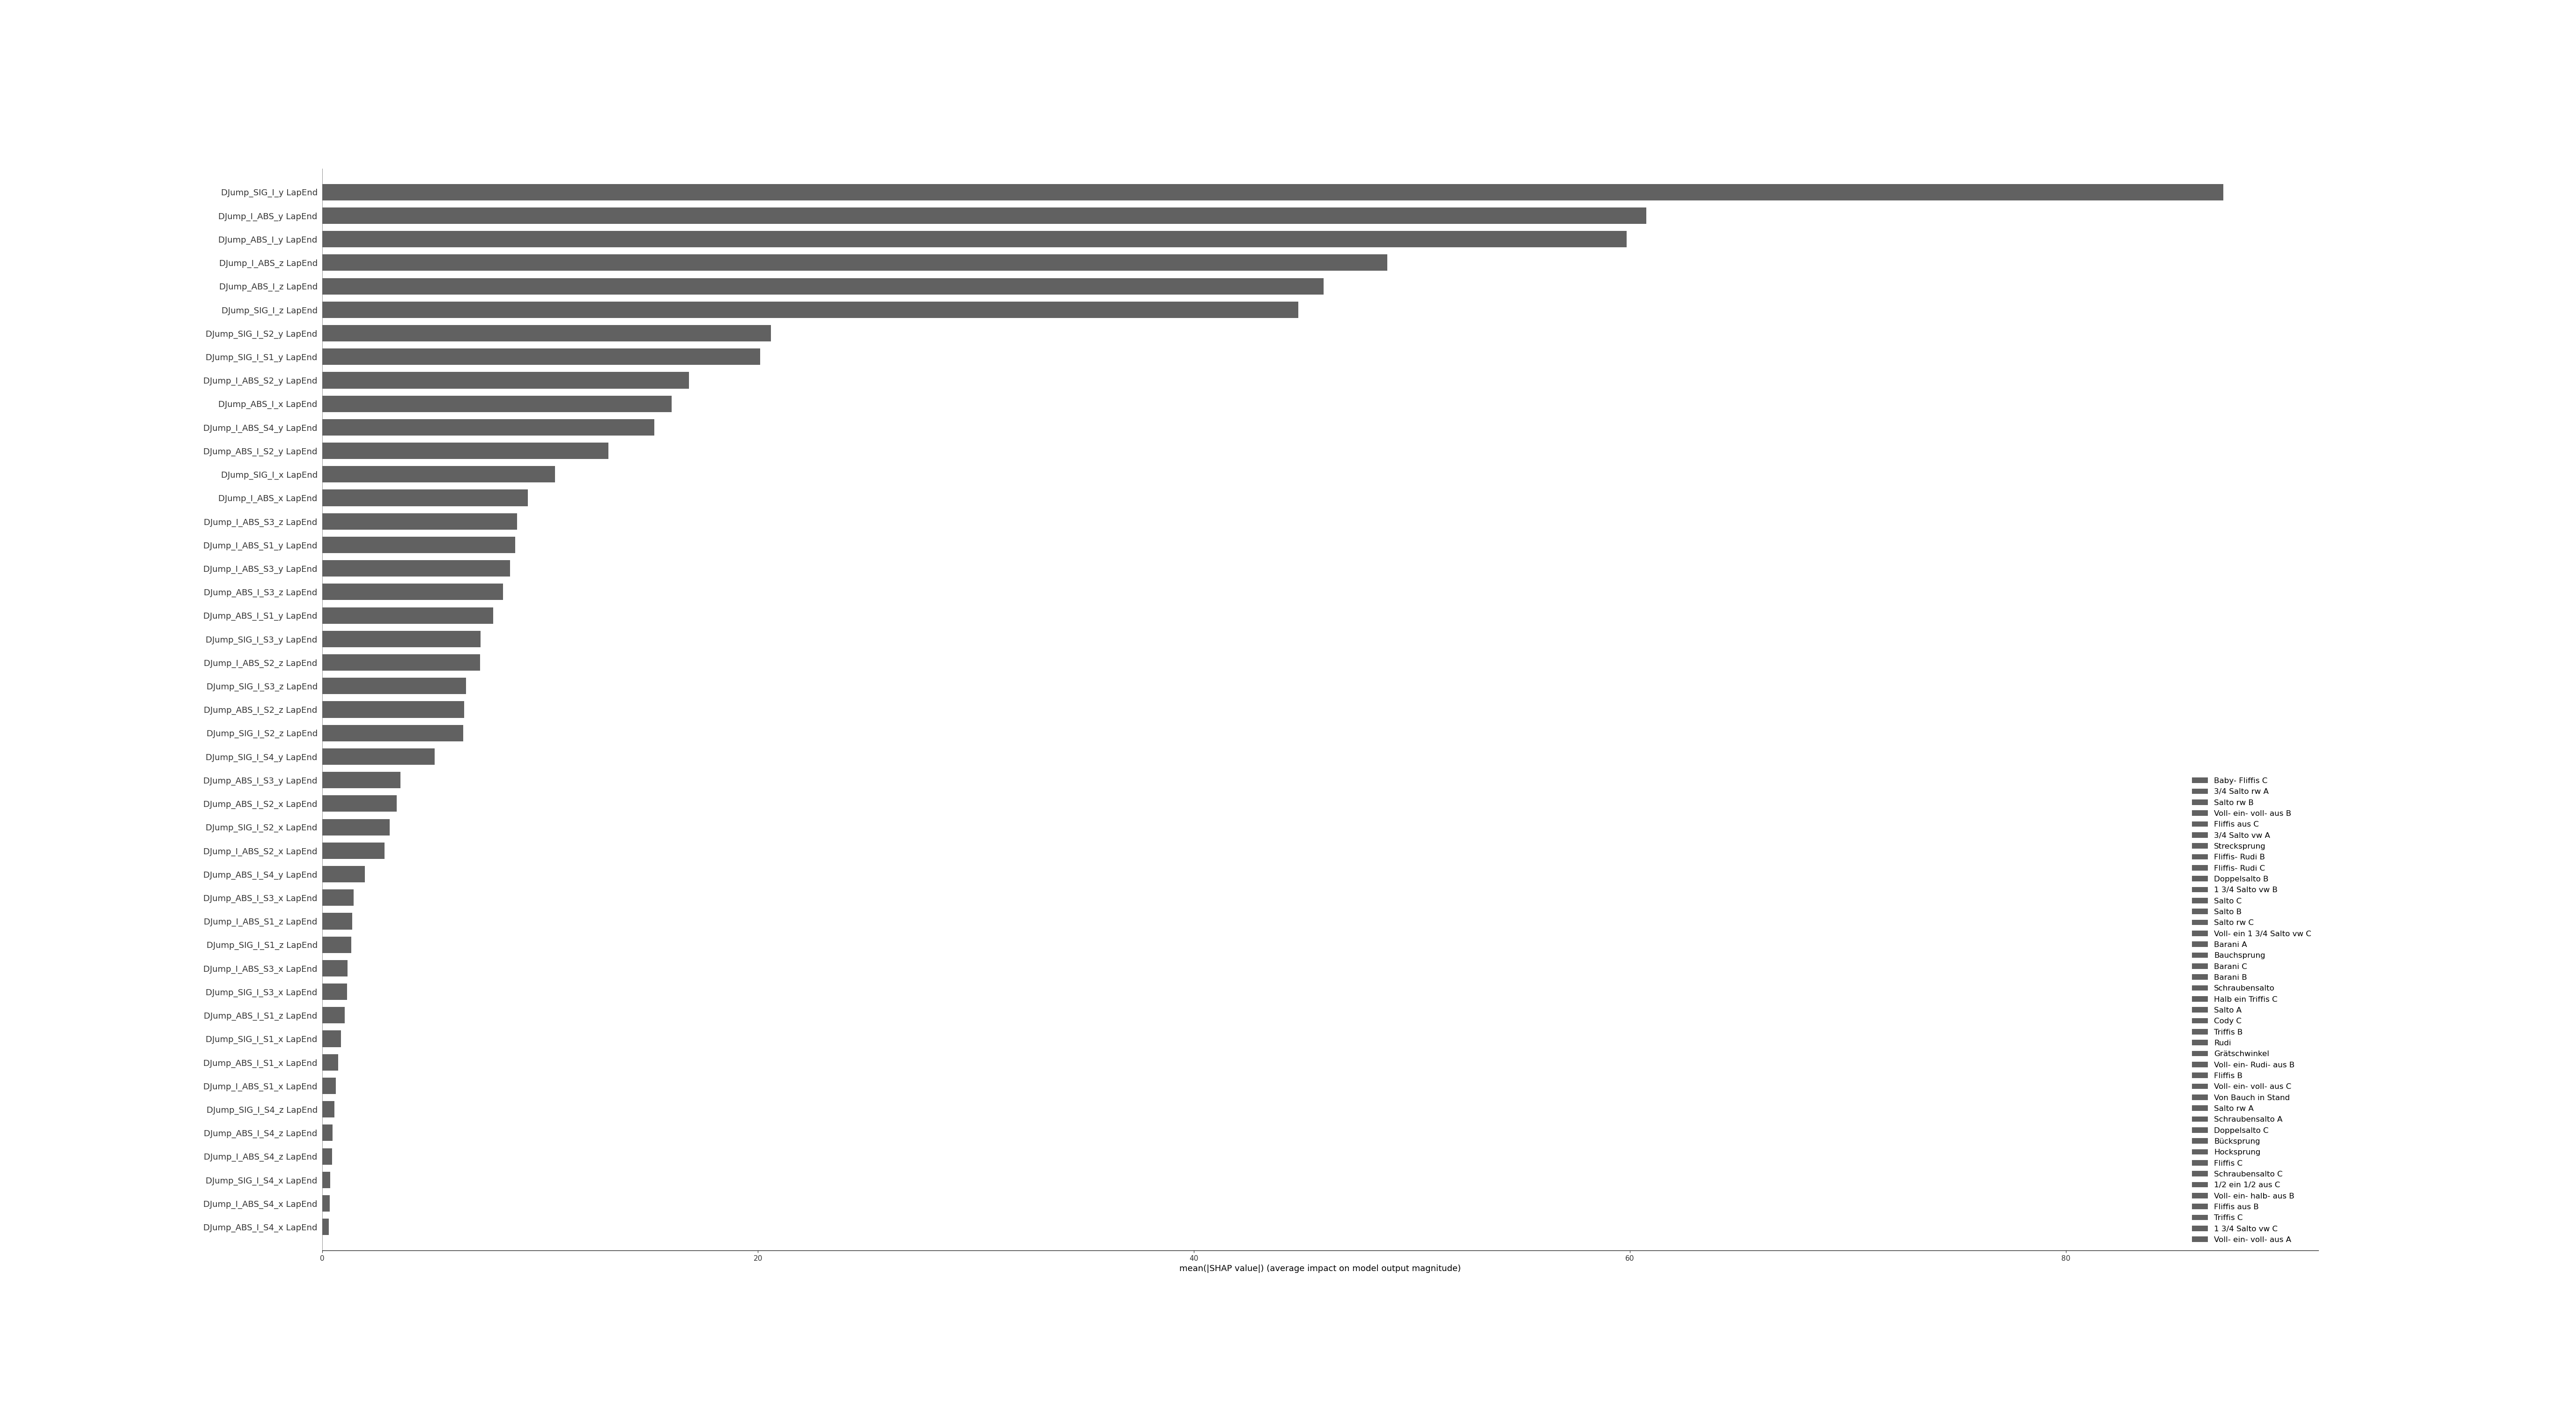 DJump_SIG_I_y LapEnd
DJump_I_ABS_y LapEnd
DJump_ABS_I_y LapEnd
DJump_I_ABS_z LapEnd
DJump_ABS_I_z LapEnd
DJump_SIG_I_z LapEnd
DJump_SIG_I_S2_y LapEnd
DJump_SIG_I_S1_y LapEnd
DJump_I_ABS_S2_y LapEnd
DJump_ABS_I_x LapEnd
DJump_I_ABS_S4_y LapEnd
DJump_ABS_I_S2_y LapEnd
DJump_SIG_I_x LapEnd
DJump_I_ABS_x LapEnd
DJump_I_ABS_S3_z LapEnd
DJump_I_ABS_S1_y LapEnd
DJump_I_ABS_S3_y LapEnd
DJump_ABS_I_S3_z LapEnd
DJump_ABS_I_S1_y LapEnd
DJump_SIG_I_S3_y LapEnd
DJump_I_ABS_S2_z LapEnd
DJump_SIG_I_S3_z LapEnd
DJump_ABS_I_S2_z LapEnd
DJump_SIG_I_S2_z LapEnd
DJump_SIG_I_S4_y LapEnd
DJump_ABS_I_S3_y LapEnd
DJump_ABS_I_S2_x LapEnd
DJump_SIG_I_S2_x LapEnd
DJump_I_ABS_S2_x LapEnd
DJump_ABS_I_S4_y LapEnd
DJump_ABS_I_S3_x LapEnd
DJump_I_ABS_S1_z LapEnd
DJump_SIG_I_S1_z LapEnd
DJump_I_ABS_S3_x LapEnd
DJump_SIG_I_S3_x LapEnd
DJump_ABS_I_S1_z LapEnd
DJump_SIG_I_S1_x LapEnd
DJump_ABS_I_S1_x LapEnd
DJump_I_ABS_S1_x LapEnd
DJump_SIG_I_S4_z LapEnd
DJump_ABS_I_S4_z LapEnd
DJump_I_ABS_S4_z LapEnd
DJump_SIG_I_S4_x LapEnd
DJump_I_ABS_S4_x LapEnd
DJump_ABS_I_S4_x LapEnd
Baby- Fliffis C
3/4 Salto rw A
Salto rw B
Voll- ein- voll- aus B
Fliffis aus C
3/4 Salto vw A
Strecksprung
Fliffis- Rudi B
Fliffis- Rudi C
Doppelsalto B
1 3/4 Salto vw B
Salto C
Salto B
Salto rw C
Voll- ein 1 3/4 Salto vw C
Barani A
Bauchsprung
Barani C
Barani B
Schraubensalto
Halb ein Triffis C
Salto A
Cody C
Triffis B
Rudi
Grätschwinkel
Voll- ein- Rudi- aus B
Fliffis B
Voll- ein- voll- aus C
Von Bauch in Stand
Salto rw A
Schraubensalto A
Doppelsalto C
Bücksprung
Hocksprung
Fliffis C
Schraubensalto C
1/2 ein 1/2 aus C
Voll- ein- halb- aus B
Fliffis aus B
Triffis C
1 3/4 Salto vw C
Voll- ein- voll- aus A
0 20 40 60 80
mean(|SHAP value|) (average impact on model output magnitude)